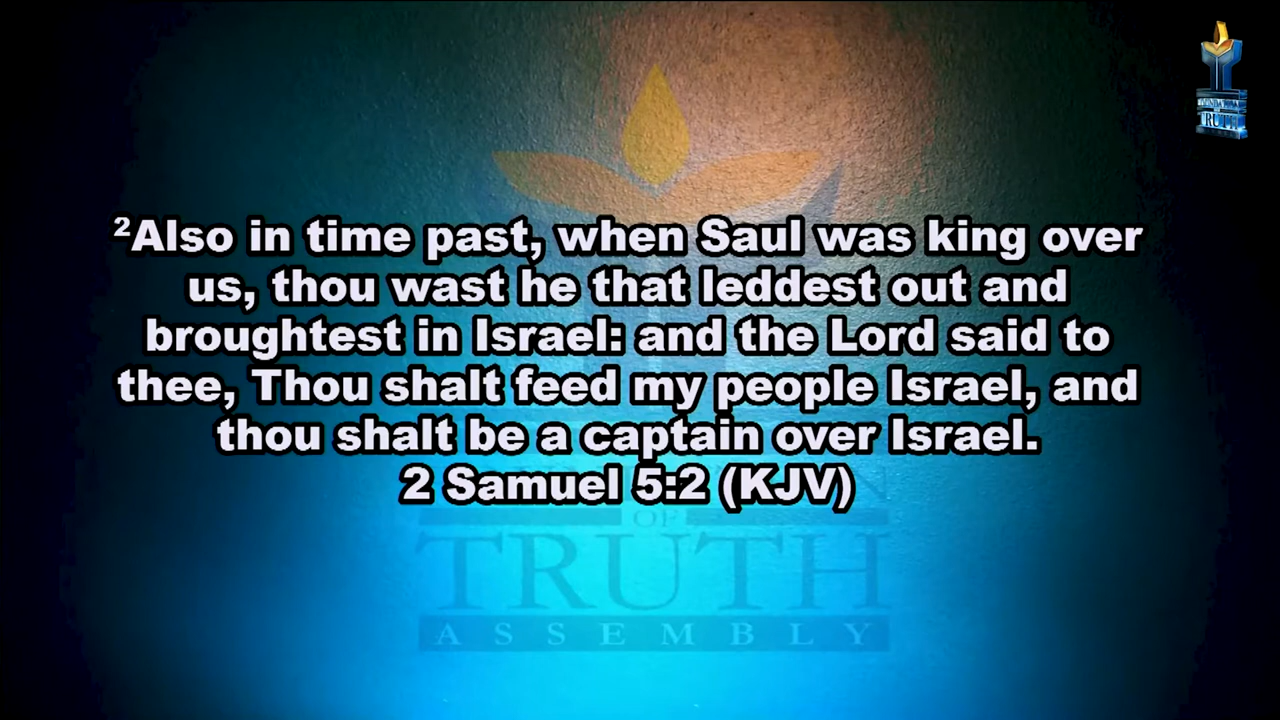 ²Also in time past, when Saul was king over
us, thou wast he that leddest out and
broughtest in Israel: and the Lord said to
thee, Thou shalt feed my people Israel, and
thou shalt be a captain over Israel.
2 Samuel 5:2 (KJV)
OF
TRUTH
ASSEMBLY
TRUTH